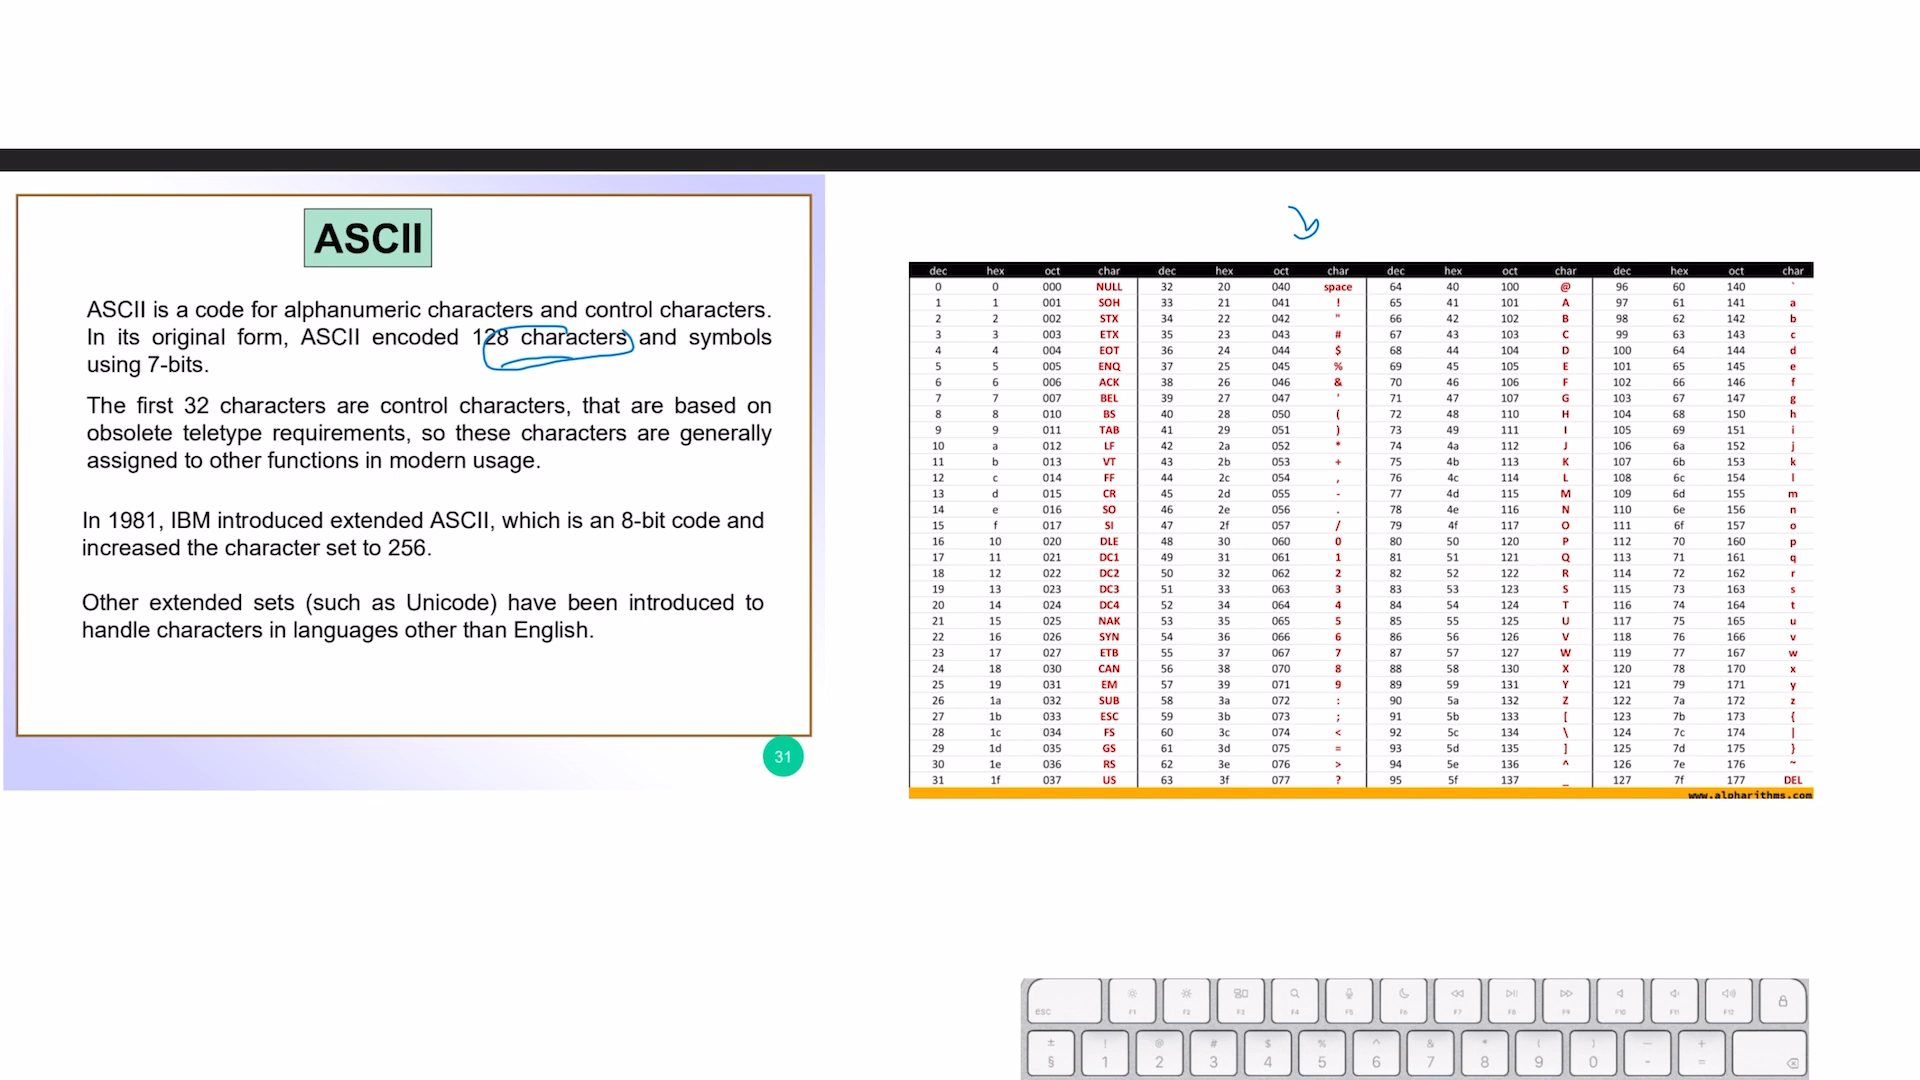 ASCII
ASCII is a code for alphanumeric characters and control characters.
In its original form, ASCII encoded 128 characters and symbols
using 7-bits.
The first 32 characters are control characters, that are based on
obsolete teletype requirements, so these characters are generally
assigned to other functions in modern usage.
In 1981, IBM introduced extended ASCII, which is an 8-bit code and
increased the character set to 256.
Other extended sets (such as Unicode) have been introduced to
handle characters in languages other than English.
31
dec hex oct char dec hex oct char dec hex oct char dec hex oct char
0 0 000 NULL 32 20 040 space 64 40 100 @ 96 60 140 `
1 1 001 SOH 33 21 041 ! 65 41 101 A 97 61 141 a
2 2 002 STX 34 22 042 " 66 42 102 B 98 62 142 b
3 3 003 ETX 35 23 043 # 67 43 103 C 99 63 143 c
4 4 004 EOT 36 24 044 $ 68 44 104 D 100 64 144 d
5 5 005 ENQ 37 25 045 % 69 45 105 E 101 65 145 e
6 6 006 ACK 38 26 046 & 70 46 106 F 102 66 146 f
7 7 007 BEL 39 27 047 ' 71 47 107 G 103 67 147 g
8 8 010 BS 40 28 050 ( 72 48 110 H 104 68 150 h
9 9 011 TAB 41 29 051 ) 73 49 111 I 105 69 151 i
10 a 012 LF 42 2a 052 * 74 4a 112 J 106 6a 152 j
11 b 013 VT 43 2b 053 + 75 4b 113 K 107 6b 153 k
12 c 014 FF 44 2c 054 , 76 4c 114 L 108 6c 154 l
13 d 015 CR 45 2d 055 - 77 4d 115 M 109 6d 155 m
14 e 016 SO 46 2e 056 . 78 4e 116 N 110 6e 156 n
15 f 017 SI 47 2f 057 / 79 4f 117 O 111 6f 157 o
16 10 020 DLE 48 30 060 0 80 50 120 P 112 70 160 p
17 11 021 DC1 49 31 061 1 81 51 121 Q 113 71 161 q
18 12 022 DC2 50 32 062 2 82 52 122 R 114 72 162 r
19 13 023 DC3 51 33 063 3 83 53 123 S 115 73 163 s
20 14 024 DC4 52 34 064 4 84 54 124 T 116 74 164 t
21 15 025 NAK 53 35 065 5 85 55 125 U 117 75 165 u
22 16 026 SYN 54 36 066 6 86 56 126 V 118 76 166 v
23 17 027 ETB 55 37 067 7 87 57 127 W 119 77 167 w
24 18 030 CAN 56 38 070 8 88 58 130 X 120 78 170 x
25 19 031 EM 57 39 071 9 89 59 131 Y 121 79 171 y
26 1a 032 SUB 58 3a 072 : 90 5a 132 Z 122 7a 172 z
27 1b 033 ESC 59 3b 073 ; 91 5b 133 [ 123 7b 173 {
28 1c 034 FS 60 3c 074 < 92 5c 134 \ 124 7c 174 |
29 1d 035 GS 61 3d 075 = 93 5d 135 ] 125 7d 175 }
30 1e 036 RS 62 3e 076 > 94 5e 136 ^ 126 7e 176 ~
31 1f 037 US 63 3f 077 ? 95 5f 137 _ 127 7f 177 DEL
www.alpharithms.com
esc F1 F2 F3 F4 F5 F6 F7 F8 F9 F10 F11 F12
± ! @ # $ % ^ & * ( ) — +
§ 1 2 3 4 5 6 7 8 9 0 - =